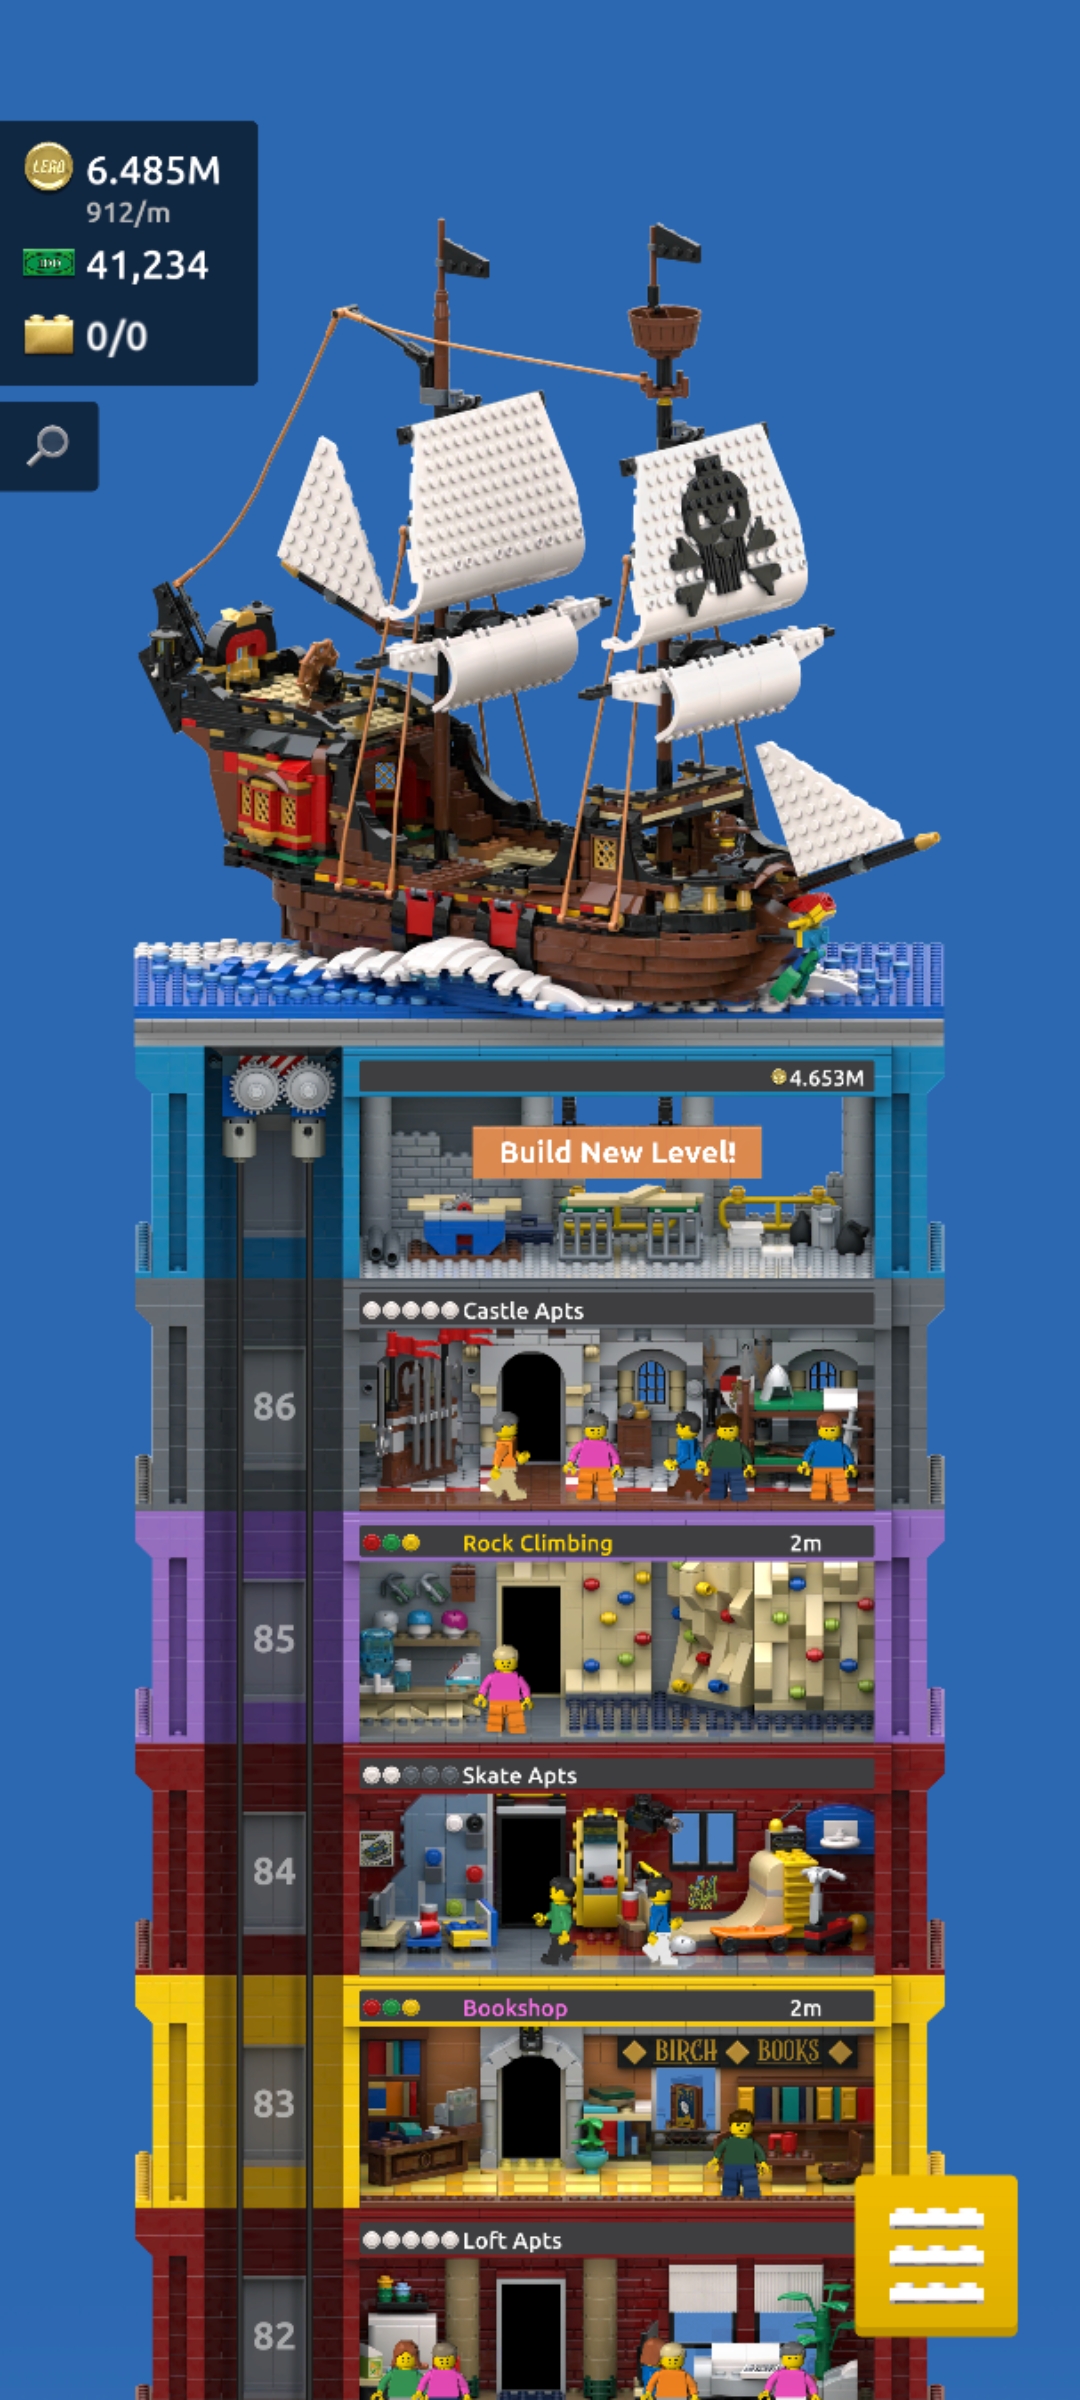 LEGO
6.485M
912/m
100
41,234
0/0
4.653M
Build New Level!
Castle Apts
86
Rock Climbing 2m
85
Skate Apts
84
Bookshop 2m
BIRCH BOOKS
83
Loft Apts
82